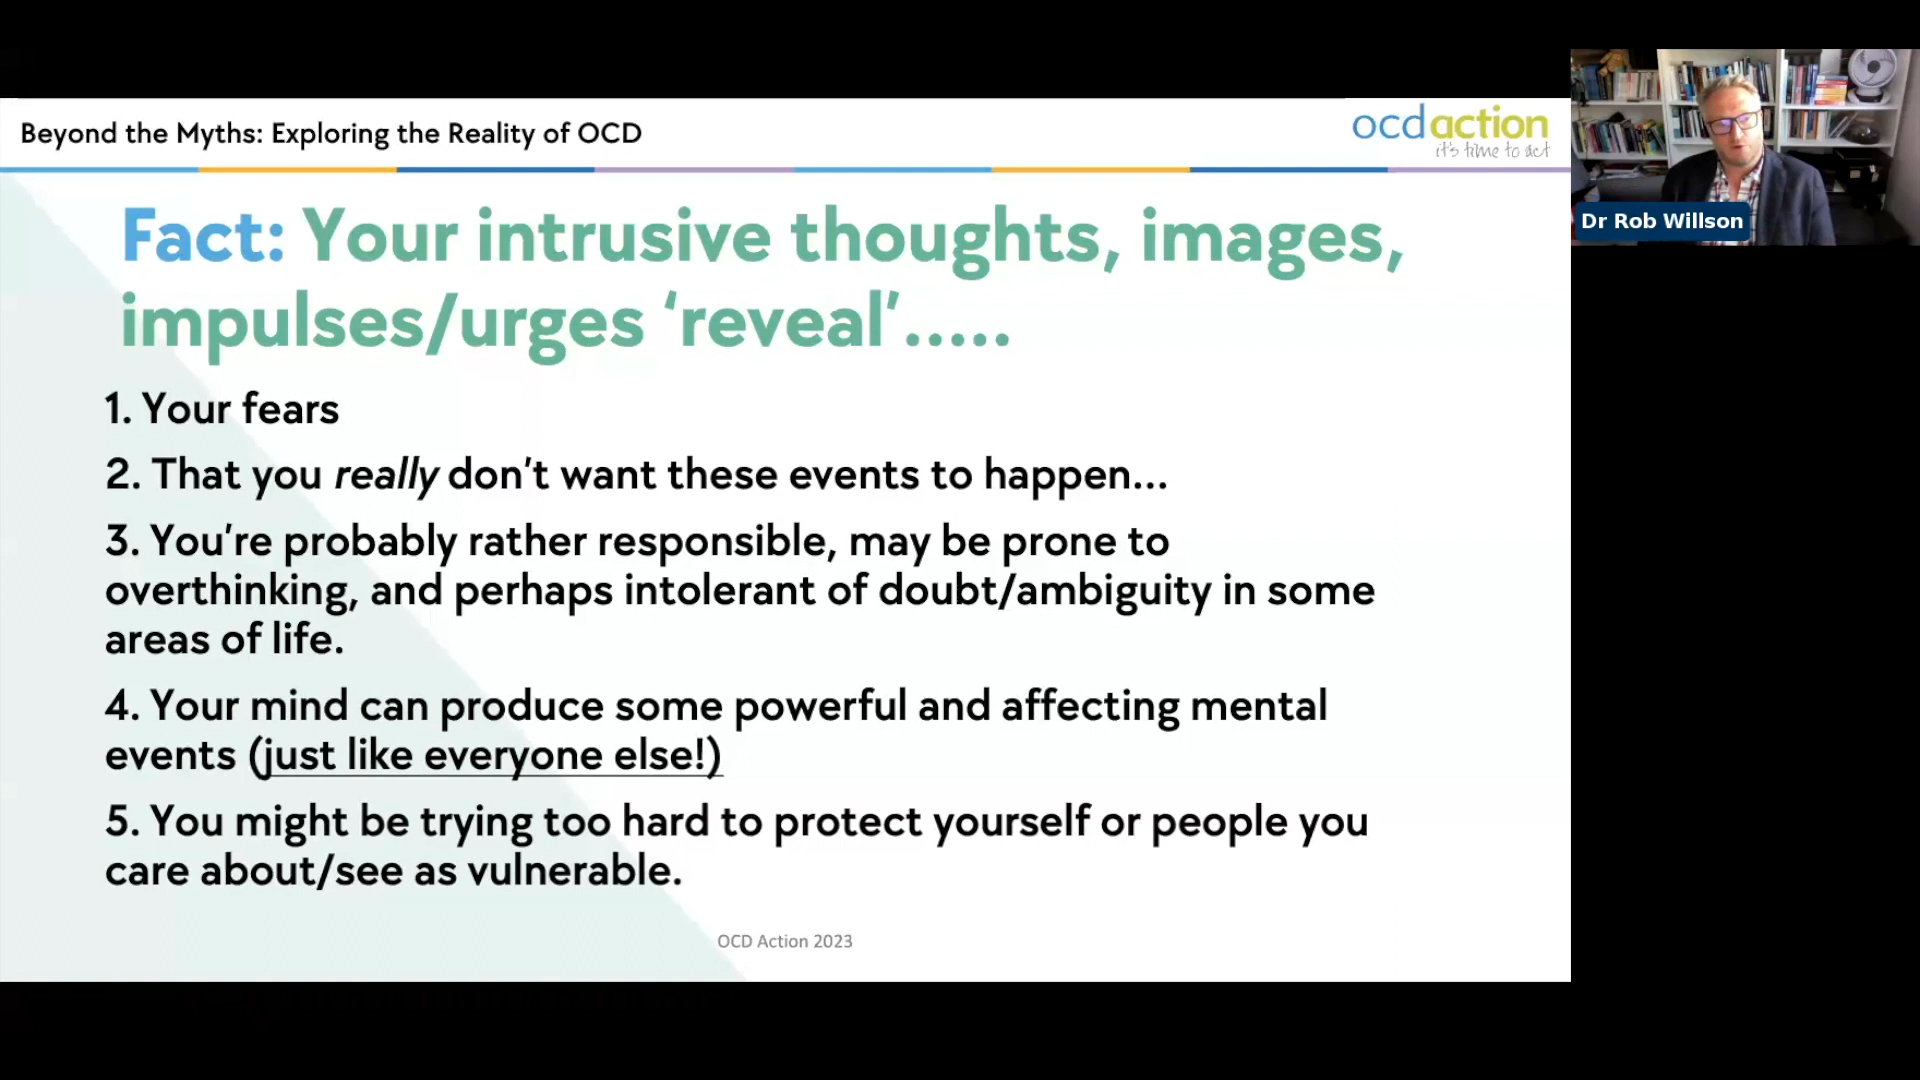 Beyond the Myths: Exploring the Reality of OCD
ocdaction
it's time to act
Dr Rob Willson
Fact: Your intrusive thoughts, images,
impulses/urges ‘reveal’.....
1. Your fears
2. That you really don’t want these events to happen...
3. You’re probably rather responsible, may be prone to
overthinking, and perhaps intolerant of doubt/ambiguity in some
areas of life.
4. Your mind can produce some powerful and affecting mental
events (just like everyone else!)
5. You might be trying too hard to protect yourself or people you
care about/see as vulnerable.
OCD Action 2023